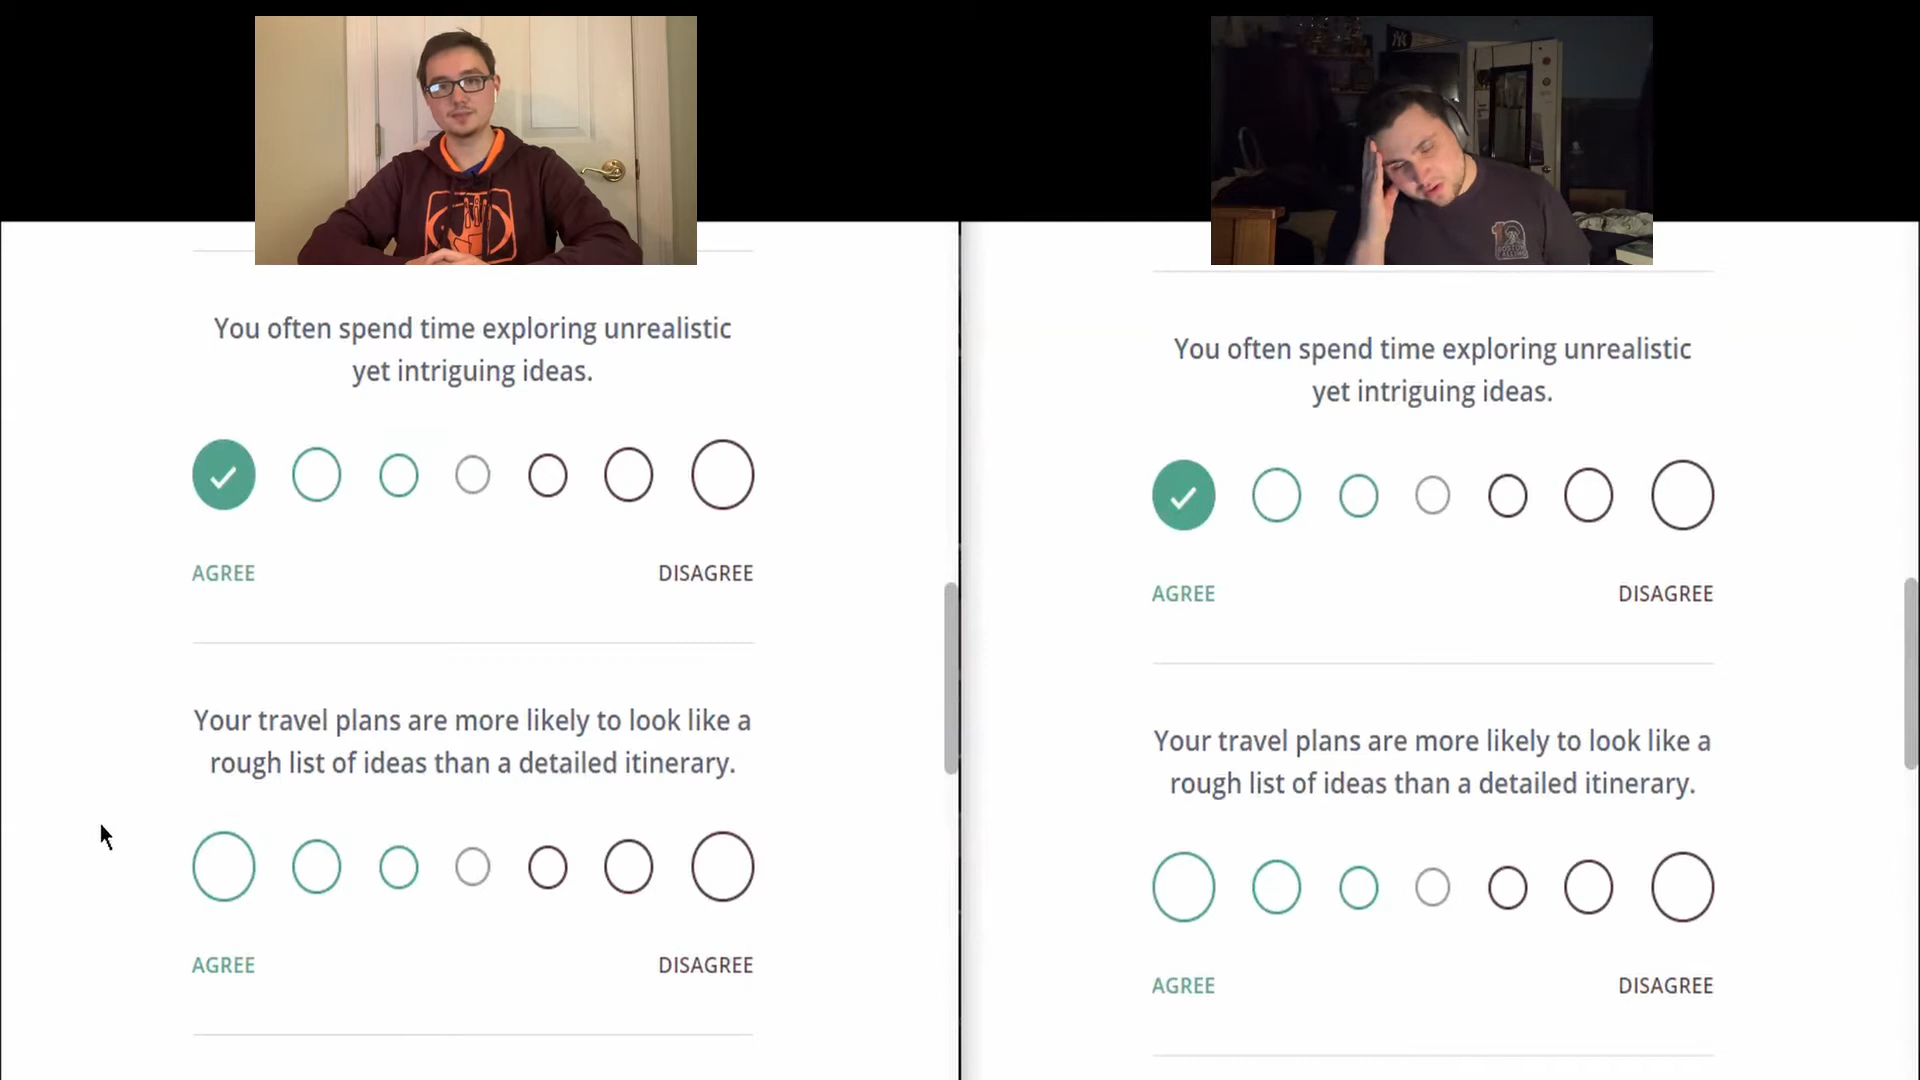 You often spend time exploring unrealistic
yet intriguing ideas.
AGREE
DISAGREE
Your travel plans are more likely to look like a
rough list of ideas than a detailed itinerary.
AGREE
DISAGREE
You often spend time exploring unrealistic
yet intriguing ideas.
AGREE
DISAGREE
Your travel plans are more likely to look like a
rough list of ideas than a detailed itinerary.
AGREE
DISAGREE